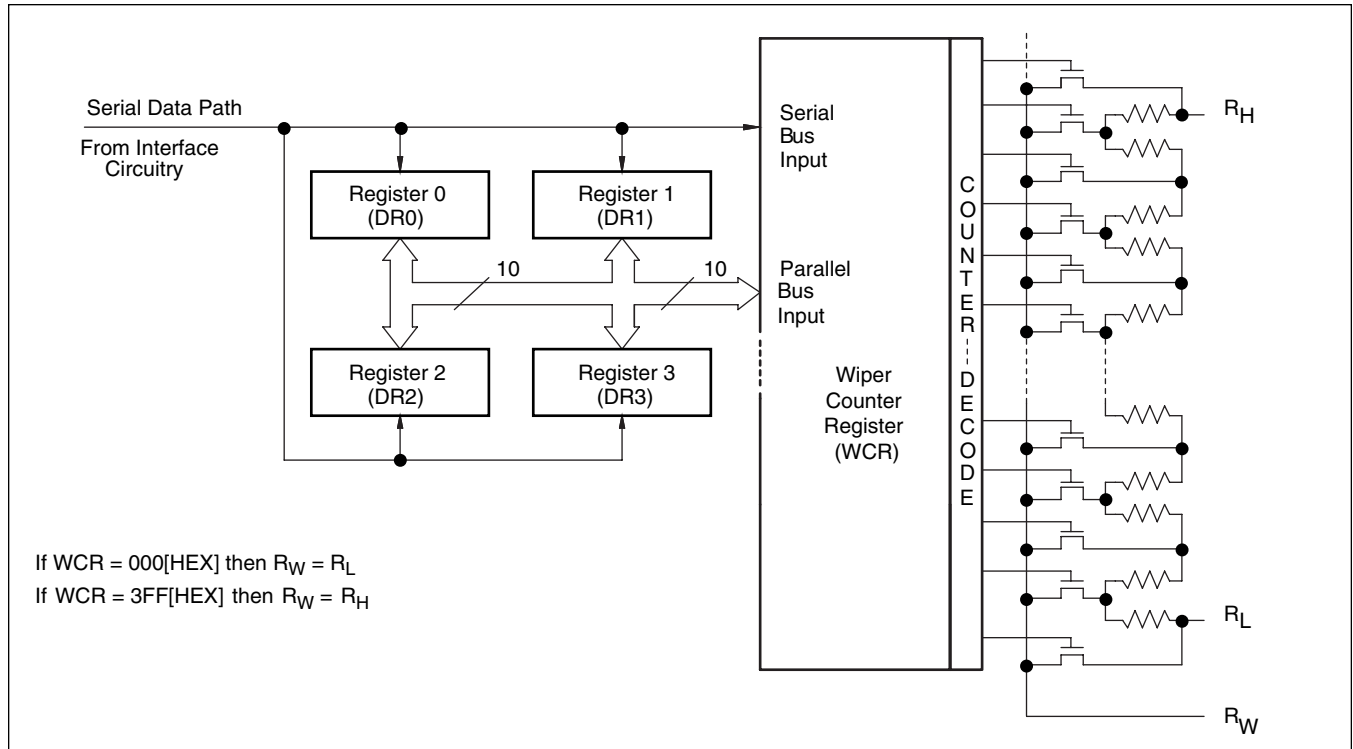 Serial Data Path
From Interface
Circuitry
Register 0
(DR0)
Register 1
(DR1)
10
10
Register 2
(DR2)
Register 3
(DR3)
Serial
Bus
Input
Parallel
Bus
Input
Wiper
Counter
Register
(WCR)
COUNTER
DECODE
RH
RL
RW
If WCR = 000[HEX] then RW = RL
If WCR = 3FF[HEX] then RW = RH